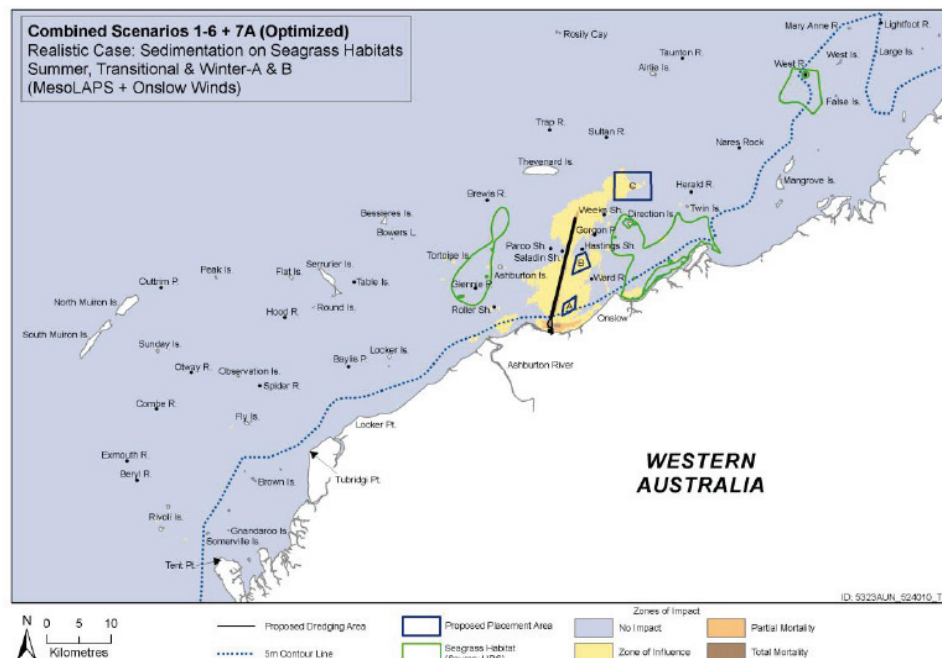 Combined Scenarios 1-6 + 7A (Optimized)
Realistic Case: Sedimentation on Seagrass Habitats
Summer, Transitional & Winter-A & B
(MesoLAPS + Onslow Winds)
Rosily Cay
Mary Anne R.
Lightfoot R.
Taunton R.
Airlie Is.
West Is.
Large Is.
West R.
False Is.
Trap R.
Sultan R.
Nares Rock
Thevenard Is.
Mangrove Is.
C
Herald R.
Brewis R.
Twin Is.
Weeks Sh.
Direction Is.
Bessieres Is.
Bowers L.
Gorgon P.
Paroo Sh.
Hastings Sh.
Saladin Sh.
Tortoise Is.
B
Serrurier Is.
Peak Is.
Flat Is.
Ashburton Is.
Ward R.
Outtrim P.
Table Is.
Glennie P.
North Muiron Is.
Round Is.
Roller Sh.
A
Hood R.
Onslow
South Muiron Is.
Sunday Is.
Locker Is.
Baylis P.
Ashburton River
Otway R.
Observation Is.
Spider R.
Combe R.
Fly Is.
Locker Pt.
Exmouth R.
Beryl R.
Brown Is.
Tubridgi Pt.
WESTERN
AUSTRALIA
Rivoli Is.
Gnandaroo Is.
Somerville Is.
Tent Pt.
ID: 5323AUN_524010_T
N
0 5 10
Kilometres
Proposed Dredging Area
5m Contour Line
Proposed Placement Area
Seagrass Habitat
Zones of Impact
No Impact
Zone of Influence
Partial Mortality
Total Mortality